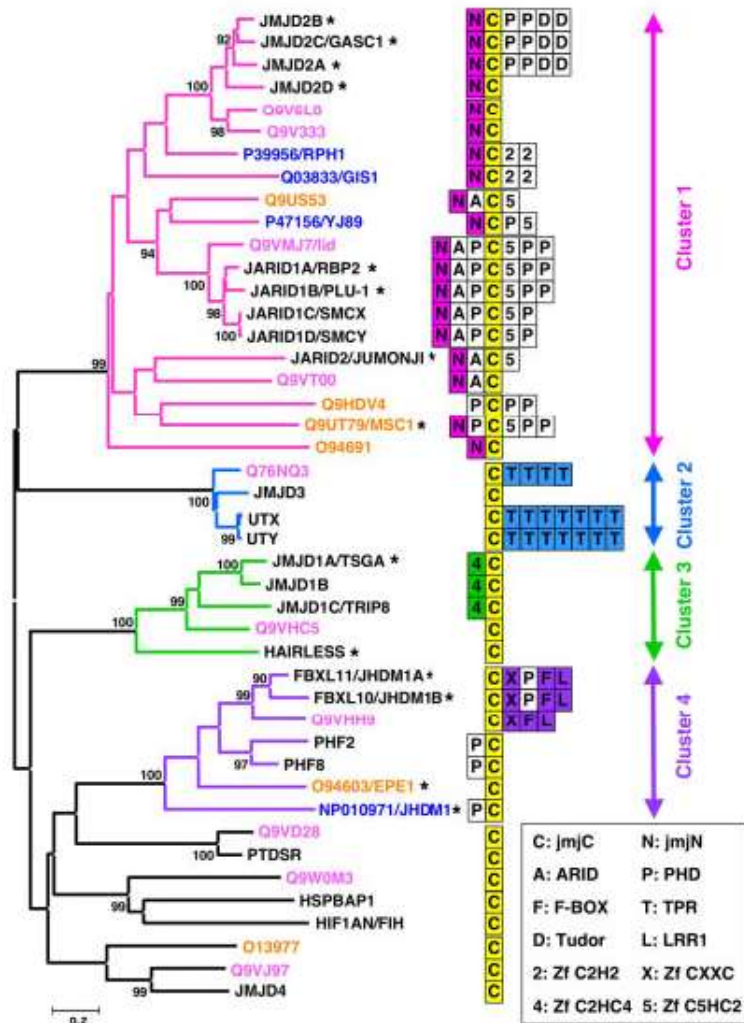 JMJD2B * N C P P D D
92 JMJD2C/GASC1 * N C P P D D
JMJD2A * N C P P D D
100 JMJD2D * N C
Q9V6L0 N C
98 Q9V333 N C
P39956/RPH1 N C 2 2
Q03833/GIS1 N C 2 2
Q9US53 N A C 5
P47156/YJ89 N C P 5
94 Q9VMJ7/lid N A P C 5 P P
JARID1A/RBP2 * N A P C 5 P P
100 JARID1B/PLU-1 * N A P C 5 P P
98 JARID1C/SMCX N A P C 5 P
100 JARID1D/SMCY N A P C 5 P
99 JARID2/JUMONJI * N A C 5
Q9VT00 N A C
Q9HDV4 P C P P
Q9UT79/MSC1 * N P C 5 P P
O94691 N C
Cluster 1
Q76NQ3 C T T T T
100 JMJD3 C
UTX C T T T T T T T
99 UTY C T T T T T T T
Cluster 2
100 JMJD1A/TSGA * 4 C
JMJD1B 4 C
99 JMJD1C/TRIP8 4 C
100 Q9VHC5 C
HAIRLESS * C
Cluster 3
90 FBXL11/JHDM1A * C X P F L
99 FBXL10/JHDM1B * C X P F L
Q9VHH9 C X F L
PHF2 P C
97 PHF8 P C
100 O94603/EPE1 * C
NP010971/JHDM1 * P C
Cluster 4
Q9VD28 C
100 PTDSR C
Q9W0M3 C
HSPBAP1 C
99 HIF1AN/FIH C
O13977 C
Q9VJ97 C
99 JMJD4 C
0.2
C: jmjC N: jmjN
A: ARID P: PHD
F: F-BOX T: TPR
D: Tudor L: LRR1
2: Zf C2H2 X: Zf CXXC
4: Zf C2HC4 5: Zf C5HC2